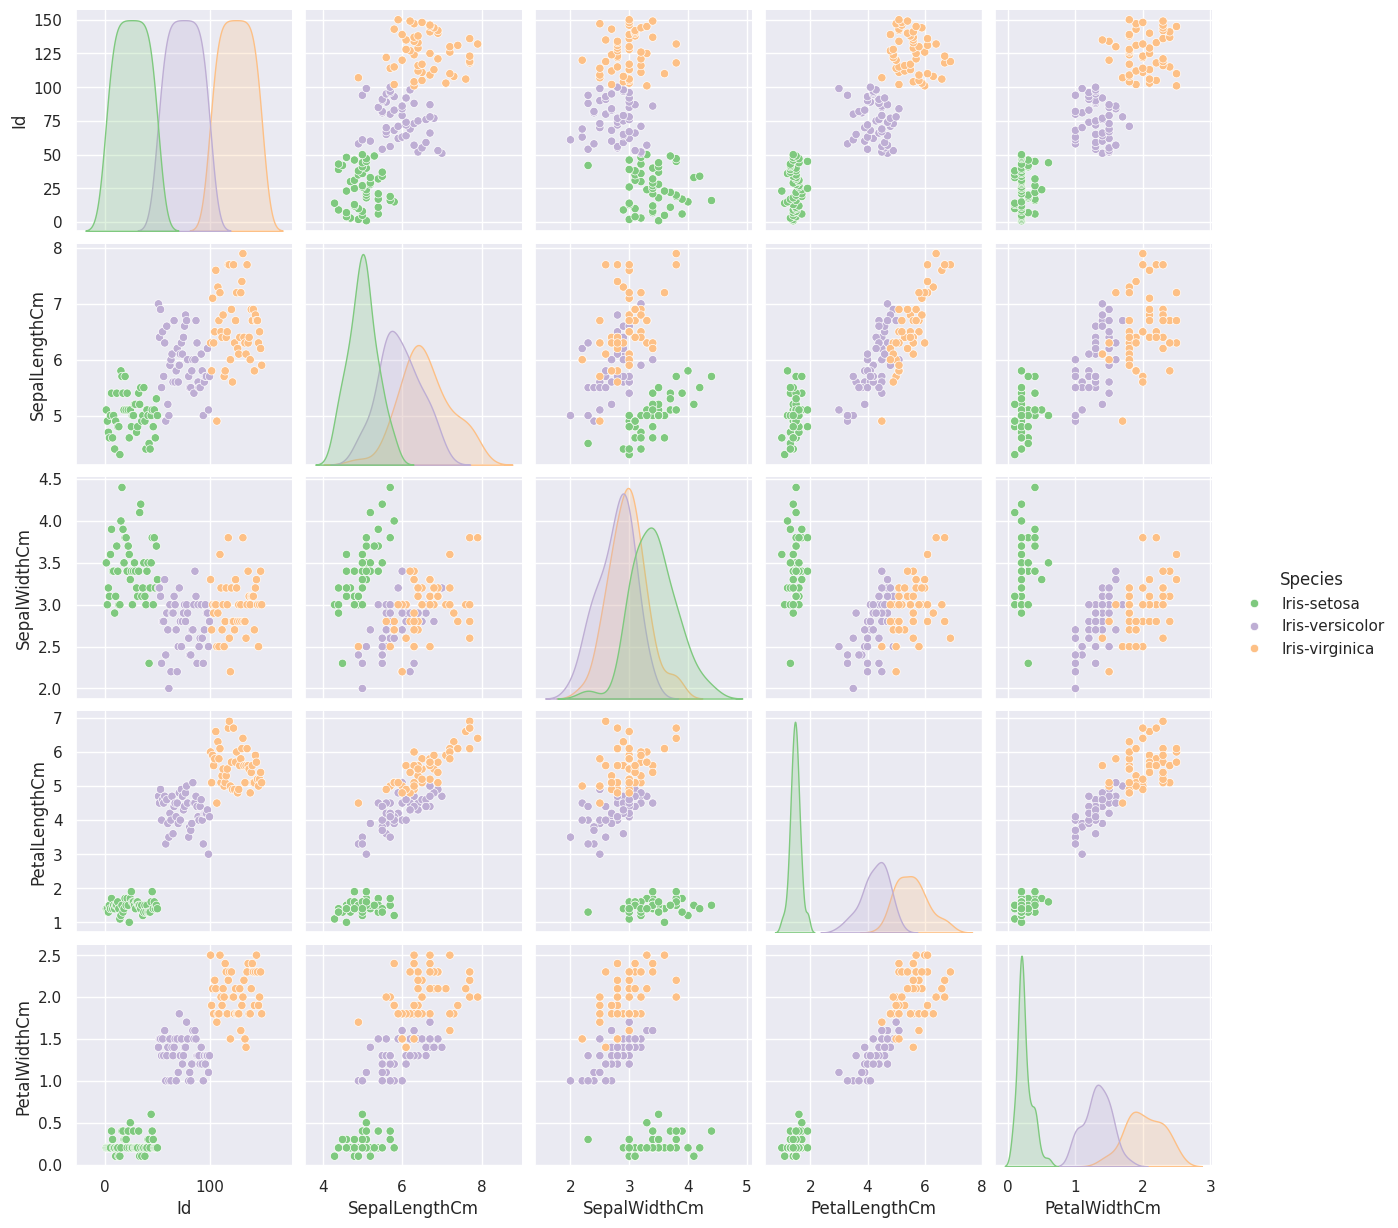 150
125
100
75
50
25
0
Id
8
7
6
5
SepalLengthCm
4.5
4.0
3.5
3.0
2.5
2.0
SepalWidthCm
Species
Iris-setosa
Iris-versicolor
Iris-virginica
7
6
5
4
3
2
1
PetalLengthCm
2.5
2.0
1.5
1.0
0.5
0.0
PetalWidthCm
0 100 4 6 8 2 3 4 5 2 4 6 8 0 1 2 3
Id SepalLengthCm SepalWidthCm PetalLengthCm PetalWidthCm